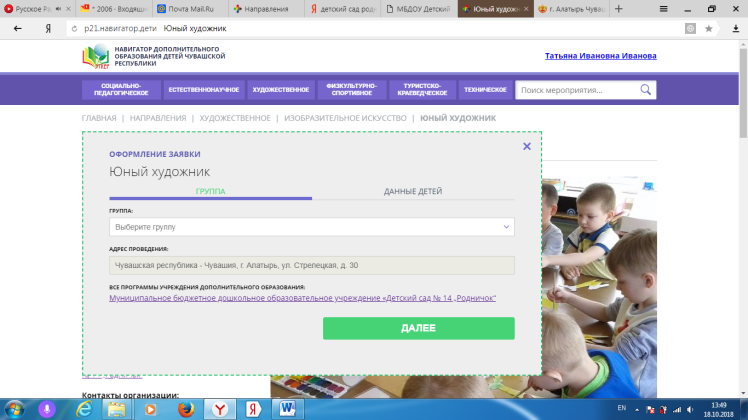 Русское Ра
* 2006 - Входящи
Почта Mail.Ru
Направления
детский сад родн
МБДОУ Детский
Юный художн
г. Алатырь Чуваш
p21.навигатор.дети Юный художник
НАВИГАТОР ДОПОЛНИТЕЛЬНОГО
ОБРАЗОВАНИЯ ДЕТЕЙ ЧУВАШСКОЙ
РЕСПУБЛИКИ
Татьяна Ивановна Иванова
СОЦИАЛЬНО-
ПЕДАГОГИЧЕСКОЕ
ЕСТЕСТВЕННОНАУЧНОЕ
ХУДОЖЕСТВЕННОЕ
ФИЗКУЛЬТУРНО-
СПОРТИВНОЕ
ТУРИСТСКО-
КРАЕВЕДЧЕСКОЕ
ТЕХНИЧЕСКОЕ
Поиск мероприятия...
ГЛАВНАЯ | НАПРАВЛЕНИЯ | ХУДОЖЕСТВЕННОЕ | ИЗОБРАЗИТЕЛЬНОЕ ИСКУССТВО | ЮНЫЙ ХУДОЖНИК
ОФОРМЛЕНИЕ ЗАЯВКИ
Юный художник
ГРУППА
ДАННЫЕ ДЕТЕЙ
ГРУППА:
Выберите группу
АДРЕС ПРОВЕДЕНИЯ:
Чувашская республика - Чувашия, г. Алатырь, ул. Стрелецкая, д. 30
ВСЕ ПРОГРАММЫ УЧРЕЖДЕНИЯ ДОПОЛНИТЕЛЬНОГО ОБРАЗОВАНИЯ:
Муниципальное бюджетное дошкольное образовательное учреждение «Детский сад № 14 „Родничок“
ДАЛЕЕ
Контакты организации:
EN
13:49
18.10.2018